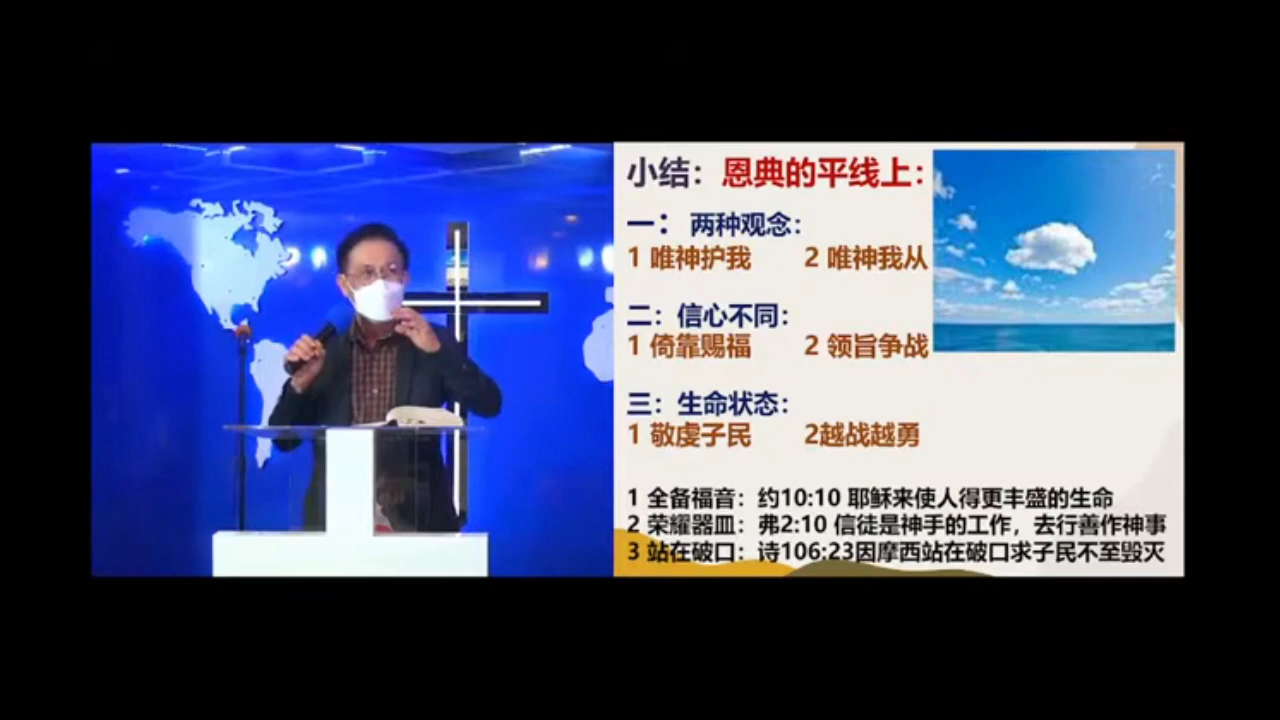 小结：恩典的平线上：
一：两种观念：
1 唯神护我 2 唯神我从
二：信心不同：
1 倚靠赐福 2 领旨争战
三：生命状态：
1 敬虔子民 2越战越勇
1 全备福音：约10:10 耶稣来使人得更丰盛的生命
2 荣耀器皿：弗2:10 信徒是神手的工作，去行善作神事
3 站在破口：诗106:23因摩西站在破口求子民不至毁灭